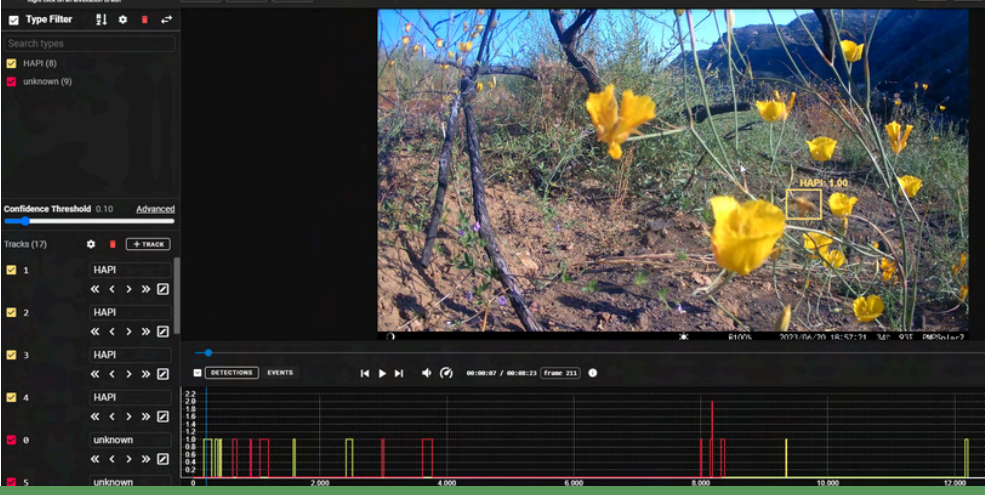 Type Filter
Search types
HAPI (8)
unknown (9)
Confidence Threshold 0.10 Advanced
Tracks (17) + TRACK
1 HAPI
2 HAPI
3 HAPI
4 HAPI
0 unknown
5 unknown
HAPI: 1.00
B100% 2023/06/20 18:57:21 93F PMPSolar2
DETECTIONS EVENTS 00:00:07 / 00:08:23 frame 211
2.2
2.0
1.8
1.6
1.4
1.2
1.0
0.8
0.6
0.4
0.2
0 2.000 4.000 6.000 8.000 10.000 12.000